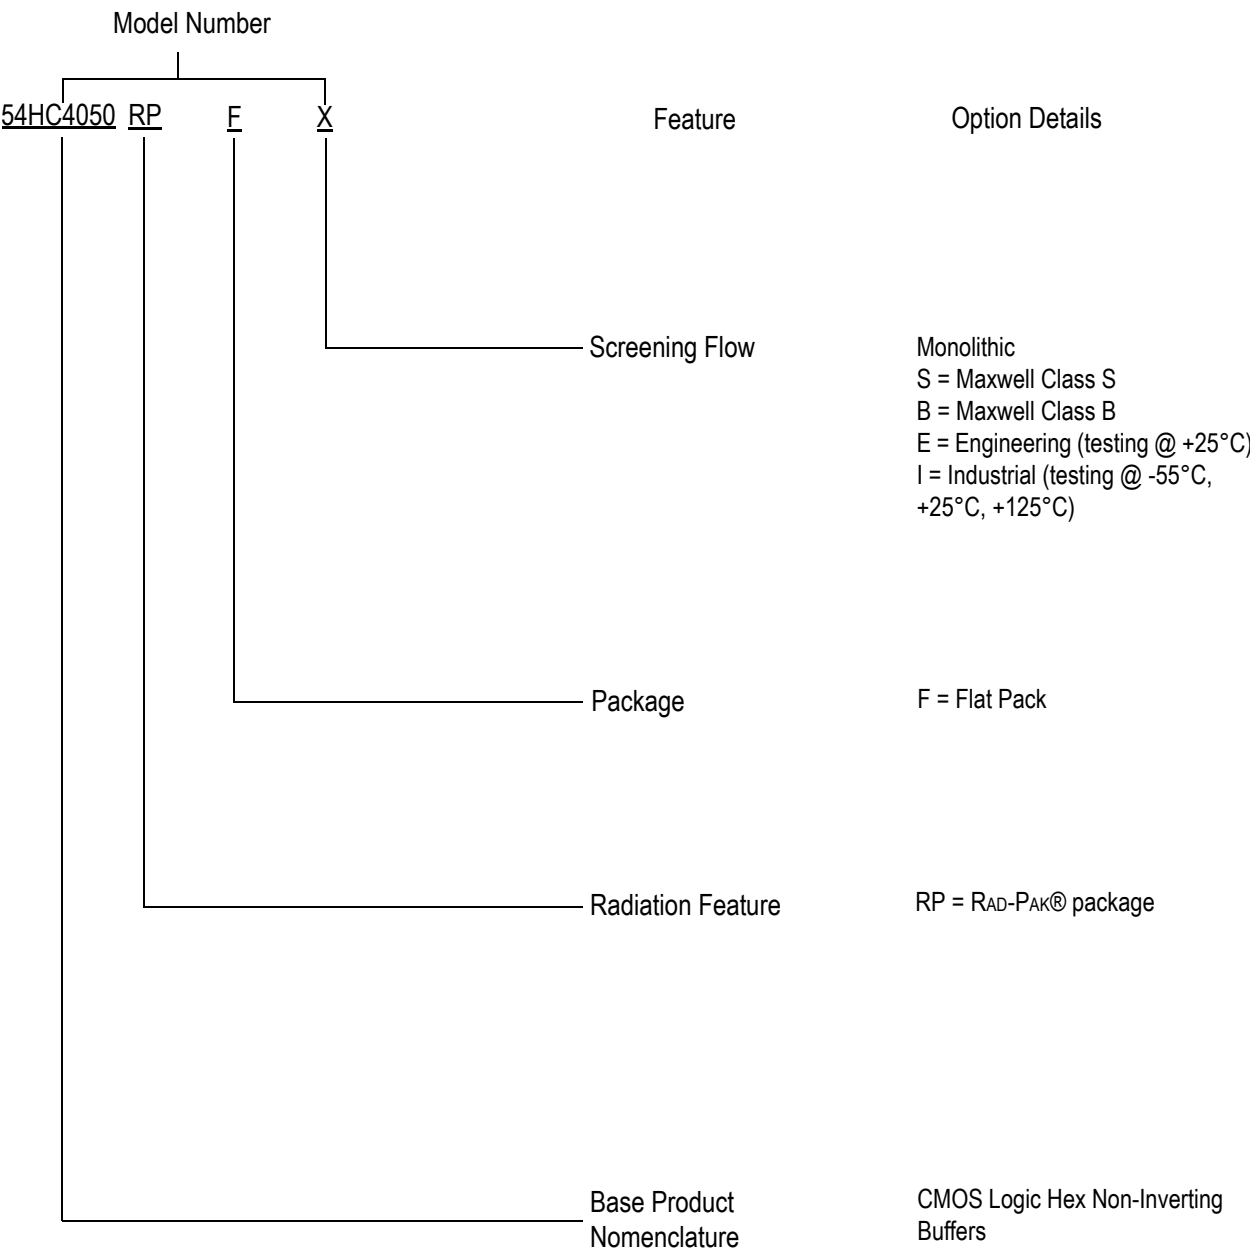 Model Number
54HC4050 RP F X
Feature
Option Details
Screening Flow
Monolithic
S = Maxwell Class S
B = Maxwell Class B
E = Engineering (testing @ +25°C)
I = Industrial (testing @ -55°C,
+25°C, +125°C)
Package
F = Flat Pack
Radiation Feature
RP = RAD-PAK® package
Base Product
Nomenclature
CMOS Logic Hex Non-Inverting
Buffers